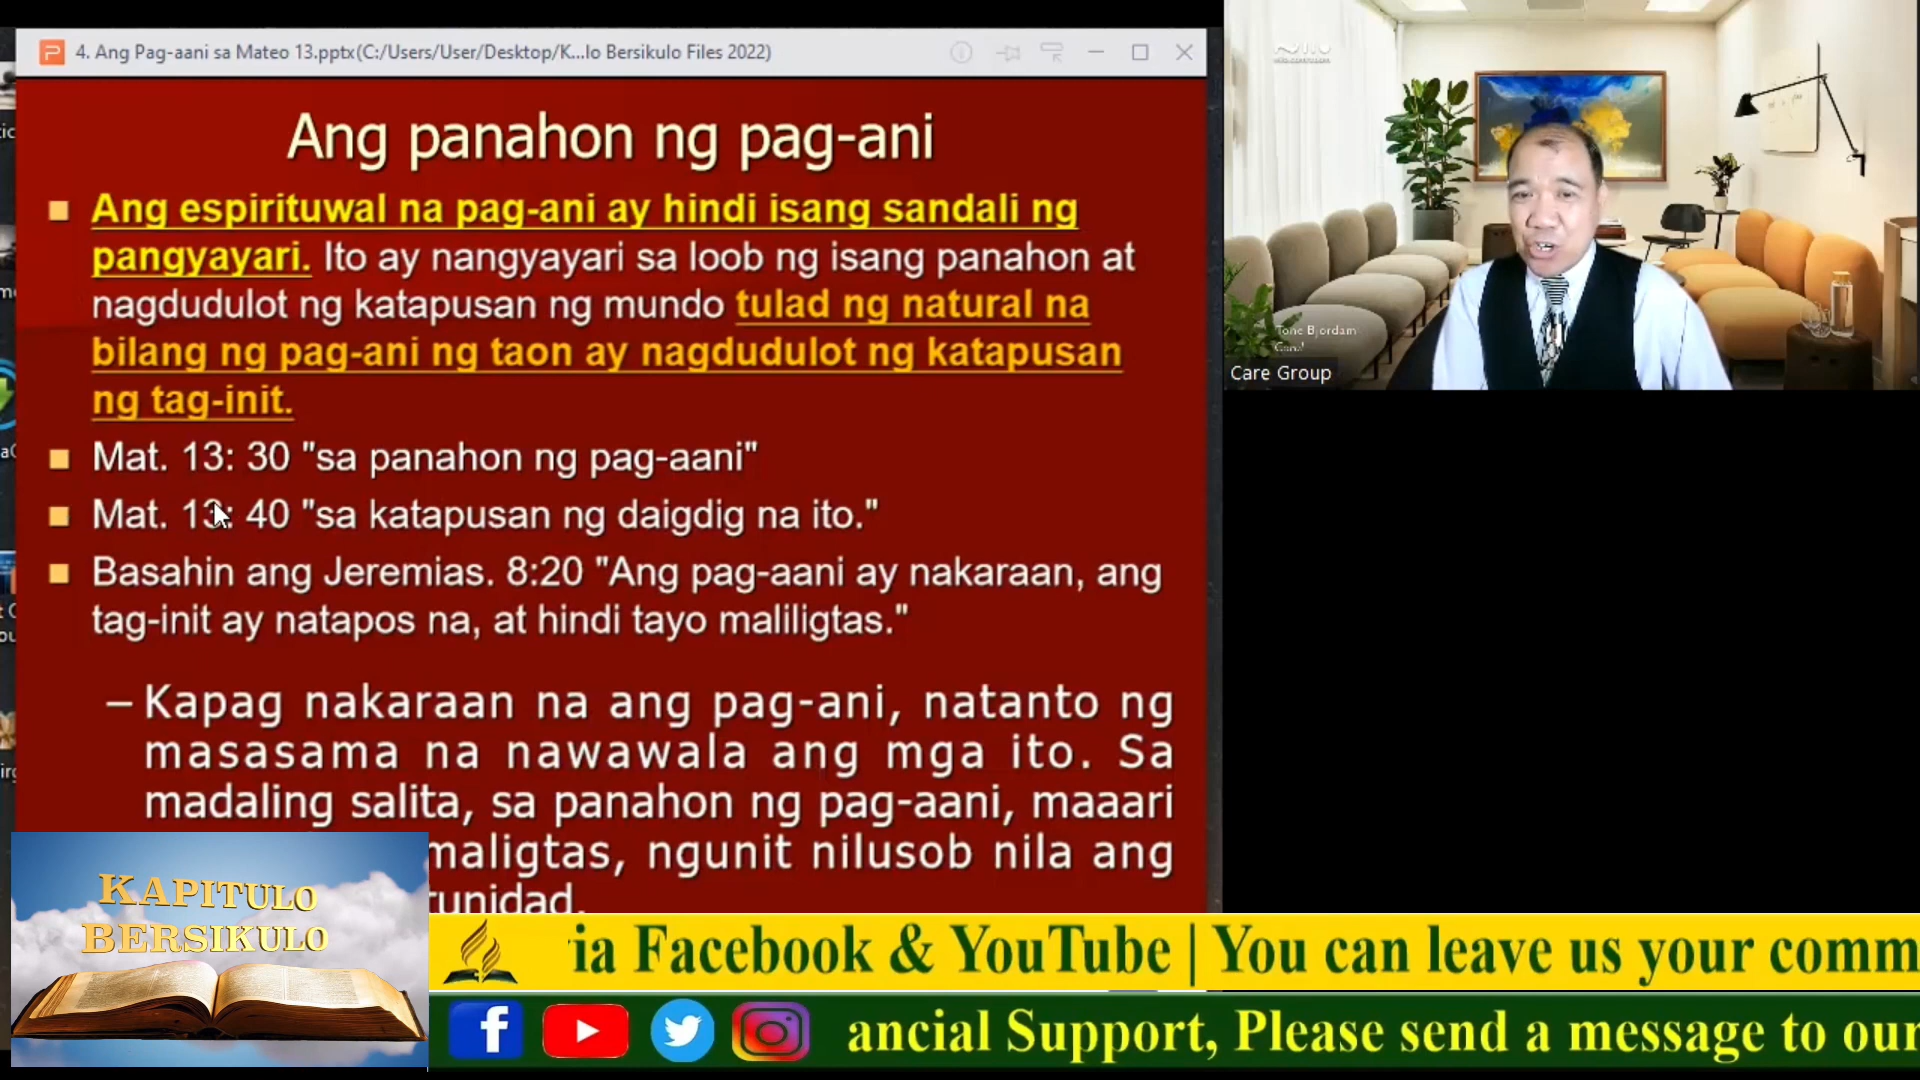 4. Ang Pag-aani sa Mateo 13.pptx(C:/Users/User/Desktop/K...lo Bersikulo Files 2022)
Ang panahon ng pag-ani
Ang espirituwal na pag-ani ay hindi isang sandali ng
pangyayari. Ito ay nangyayari sa loob ng isang panahon at
nagdudulot ng katapusan ng mundo tulad ng natural na
bilang ng pag-ani ng taon ay nagdudulot ng katapusan
ng tag-init.
Mat. 13: 30 "sa panahon ng pag-aani"
Mat. 13: 40 "sa katapusan ng daigdig na ito."
Basahin ang Jeremias. 8:20 "Ang pag-aani ay nakaraan, ang
tag-init ay natapos na, at hindi tayo maliligtas."
– Kapag nakaraan na ang pag-ani, natanto ng
masasama na nawawala ang mga ito. Sa
madaling salita, sa panahon ng pag-aani, maaari
maligtas, ngunit nilusob nila ang
tunidad.
Care Group
KAPITULO
BERSIKULO
ia Facebook & YouTube | You can leave us your comm
ancial Support, Please send a message to our